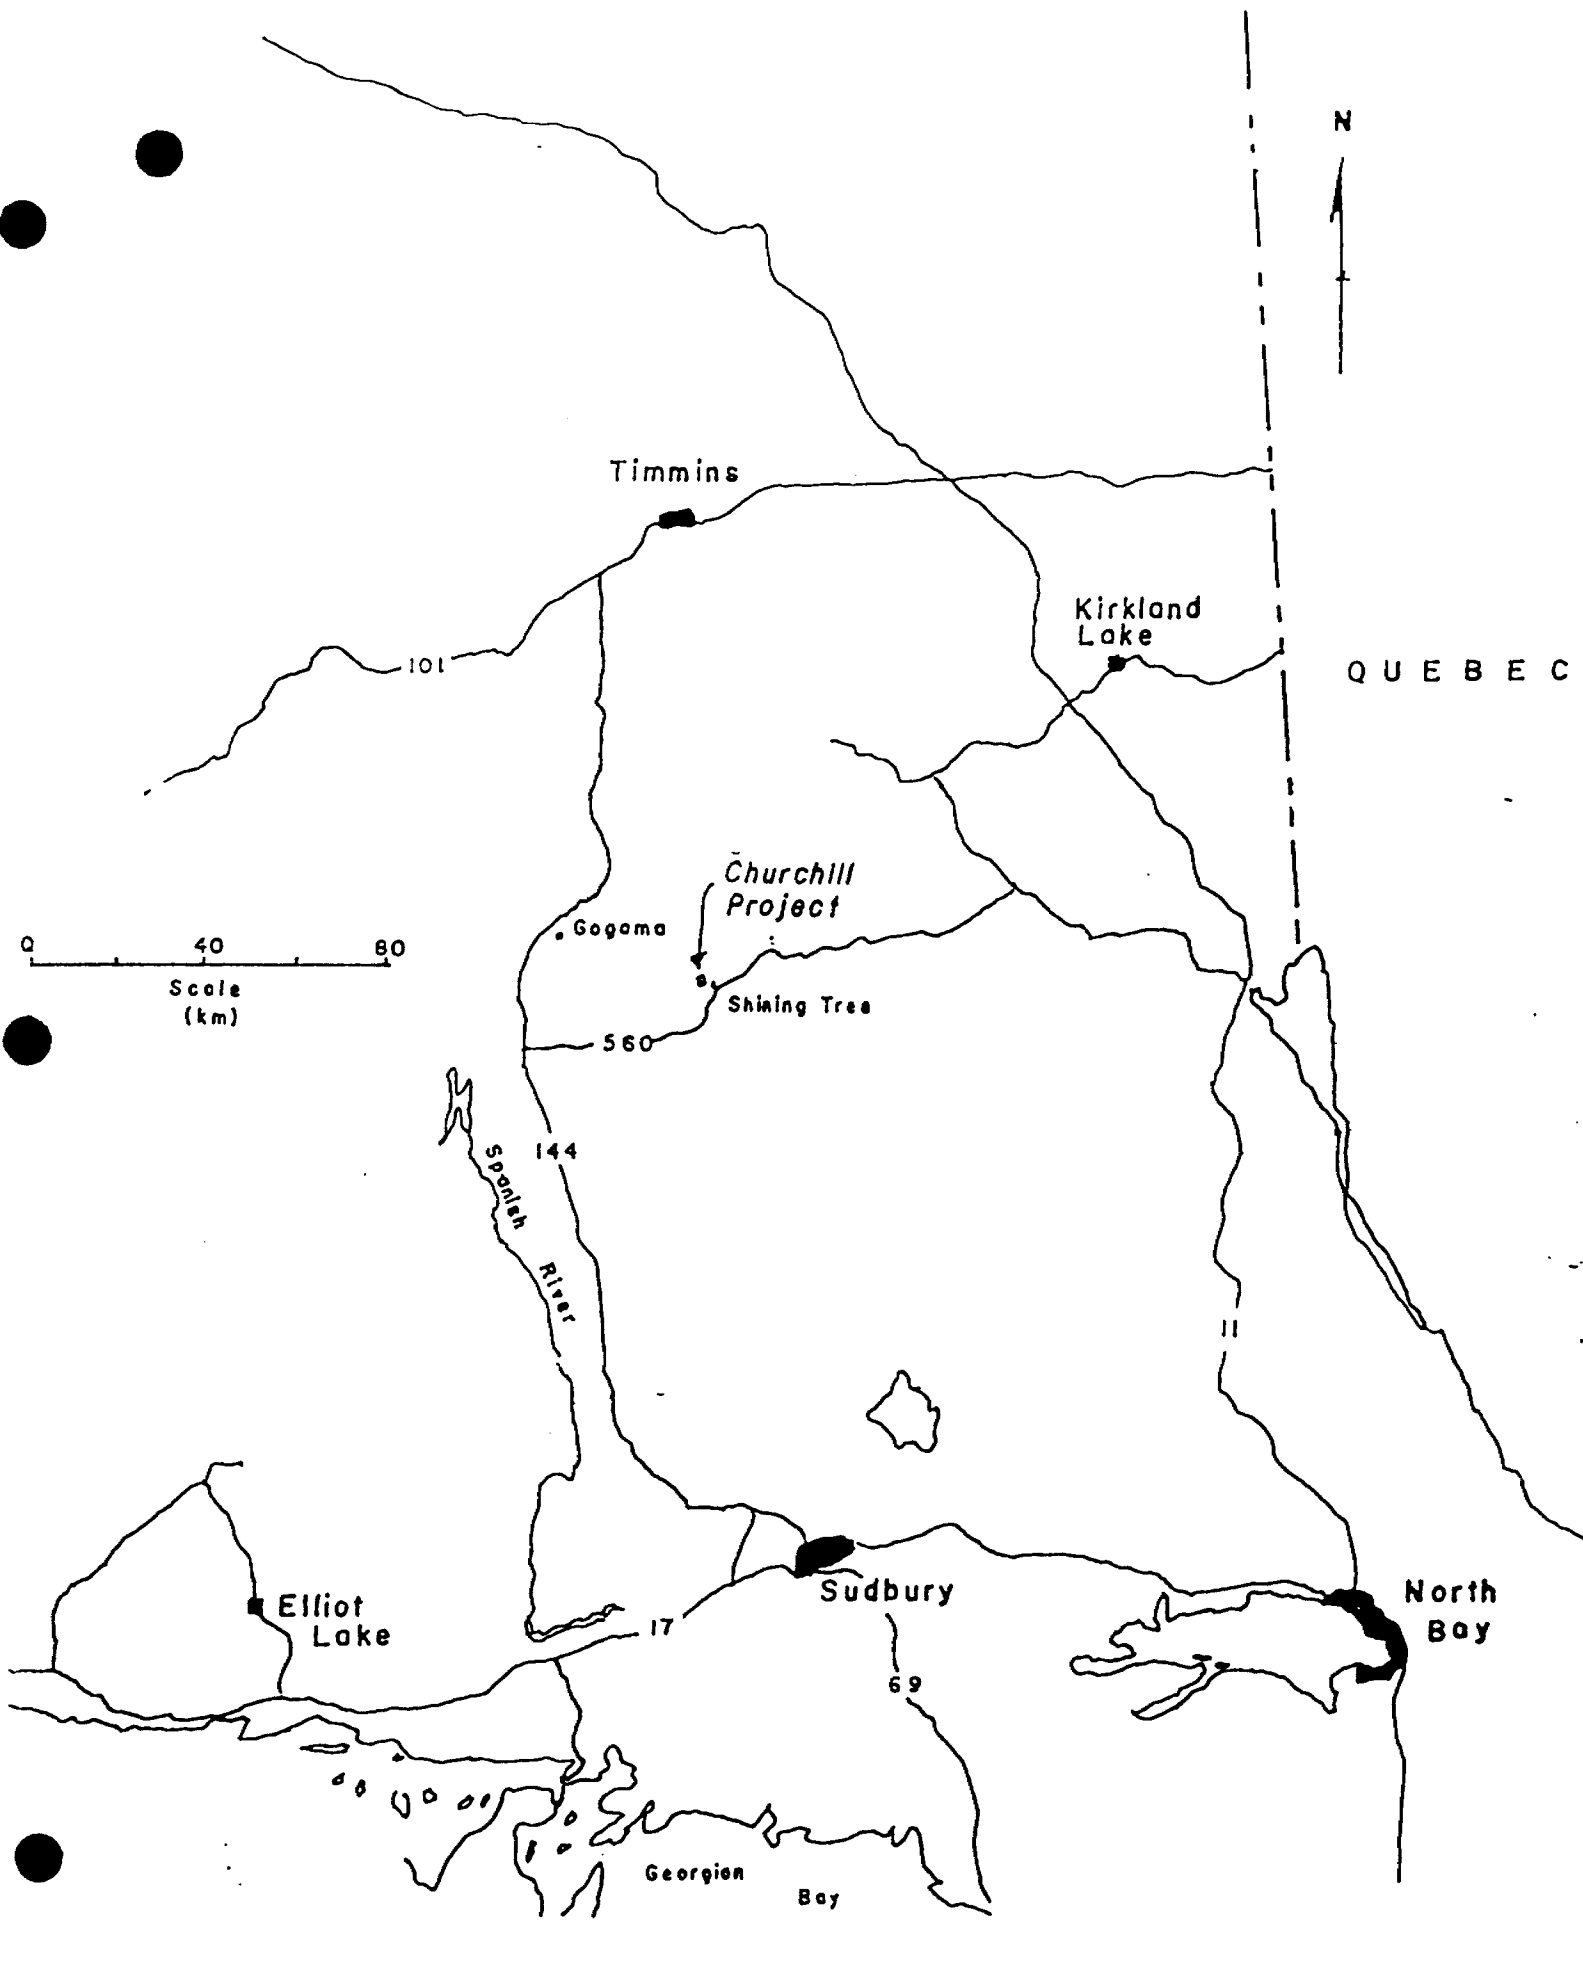 N
Timmins
Kirkland
Lake
101
QUEBEC
Churchill
Project
Gogama
0 40 80
Scale
(km)
Shining Tree
560
144
Spanish River
11
Elliot
Lake
Sudbury
North
Bay
17
69
Georgian
Bay